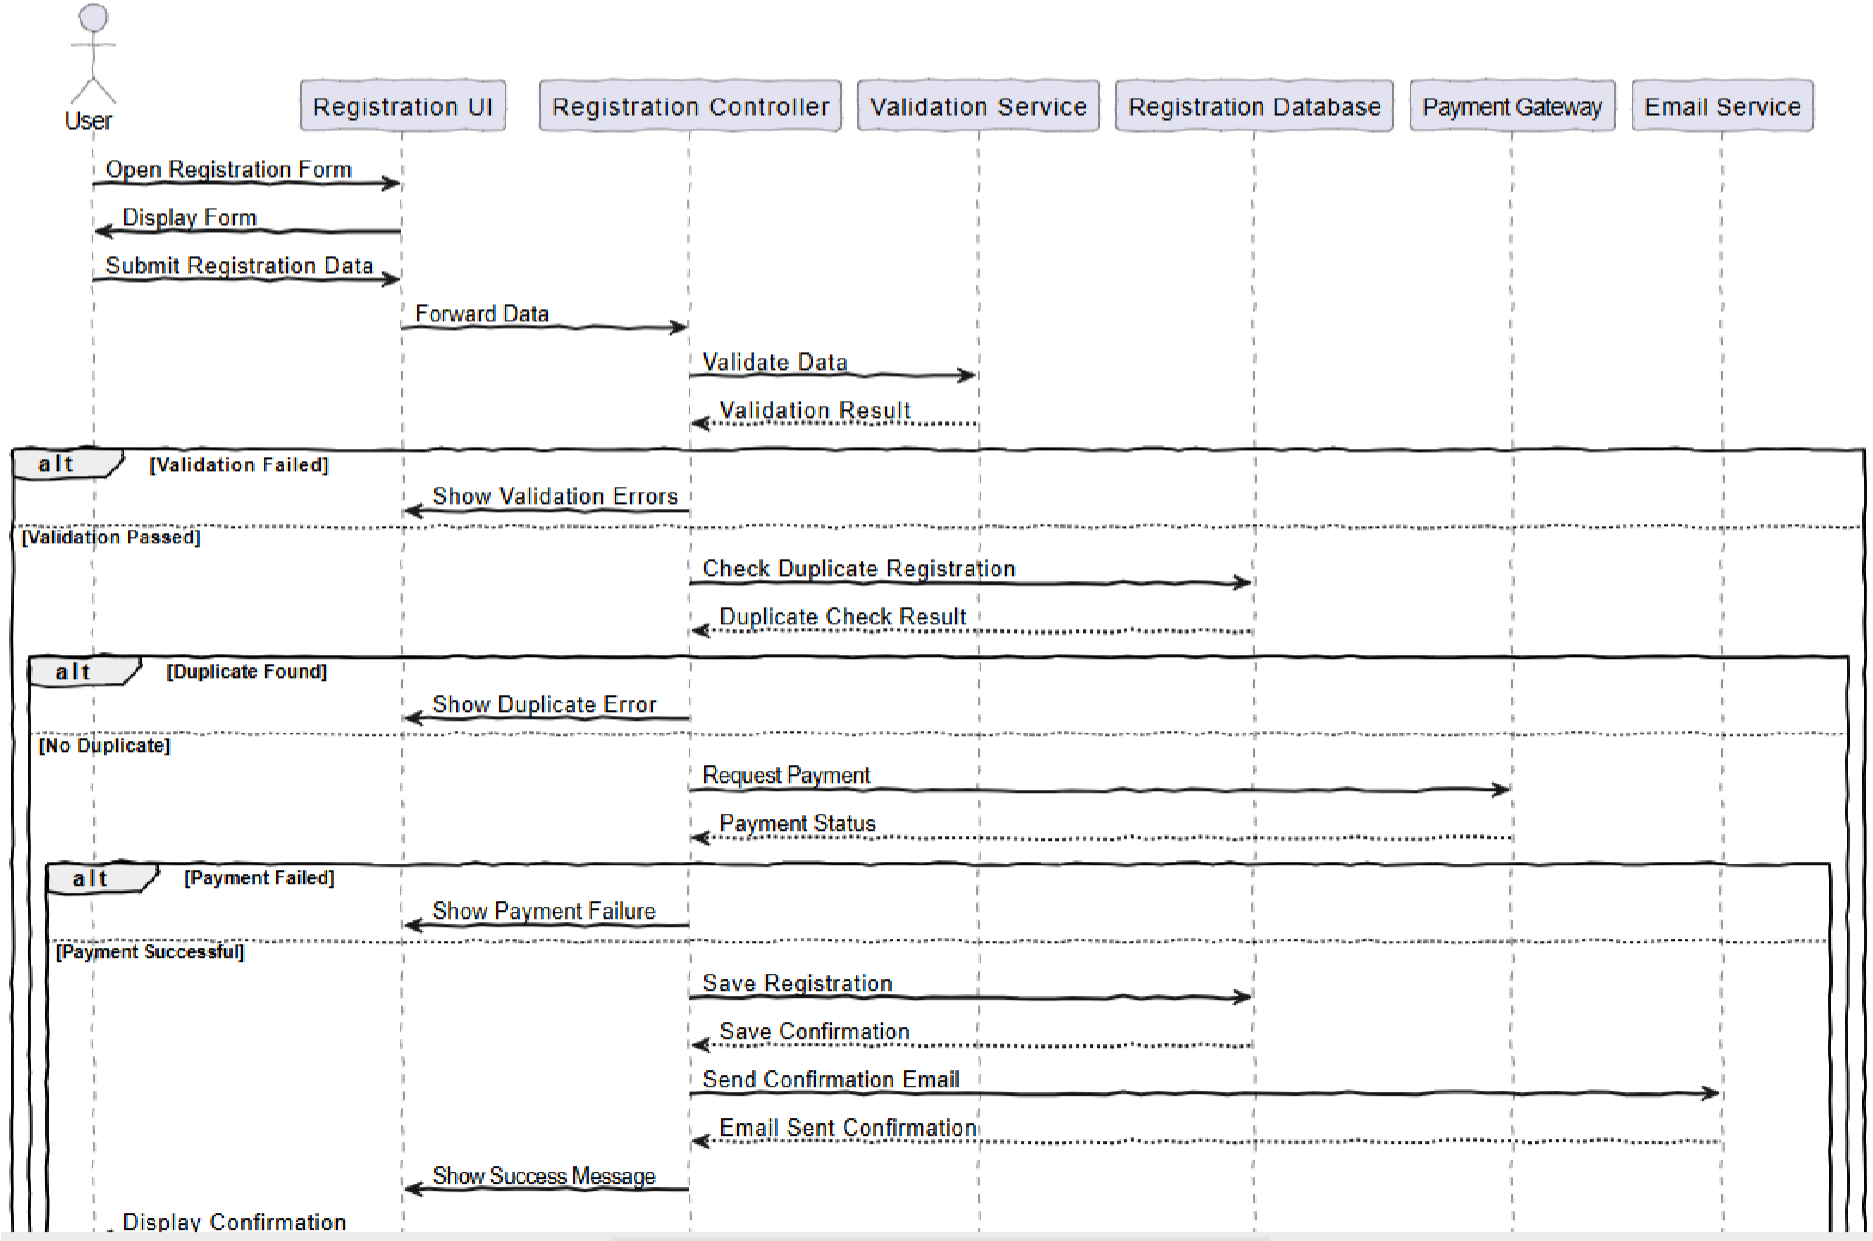 User
Registration UI
Registration Controller
Validation Service
Registration Database
Payment Gateway
Email Service
Open Registration Form
Display Form
Submit Registration Data
Forward Data
Validate Data
Validation Result
alt [Validation Failed]
Show Validation Errors
[Validation Passed]
Check Duplicate Registration
Duplicate Check Result
alt [Duplicate Found]
Show Duplicate Error
[No Duplicate]
Request Payment
Payment Status
alt [Payment Failed]
Show Payment Failure
[Payment Successful]
Save Registration
Save Confirmation
Send Confirmation Email
Email Sent Confirmation
Show Success Message
Display Confirmation